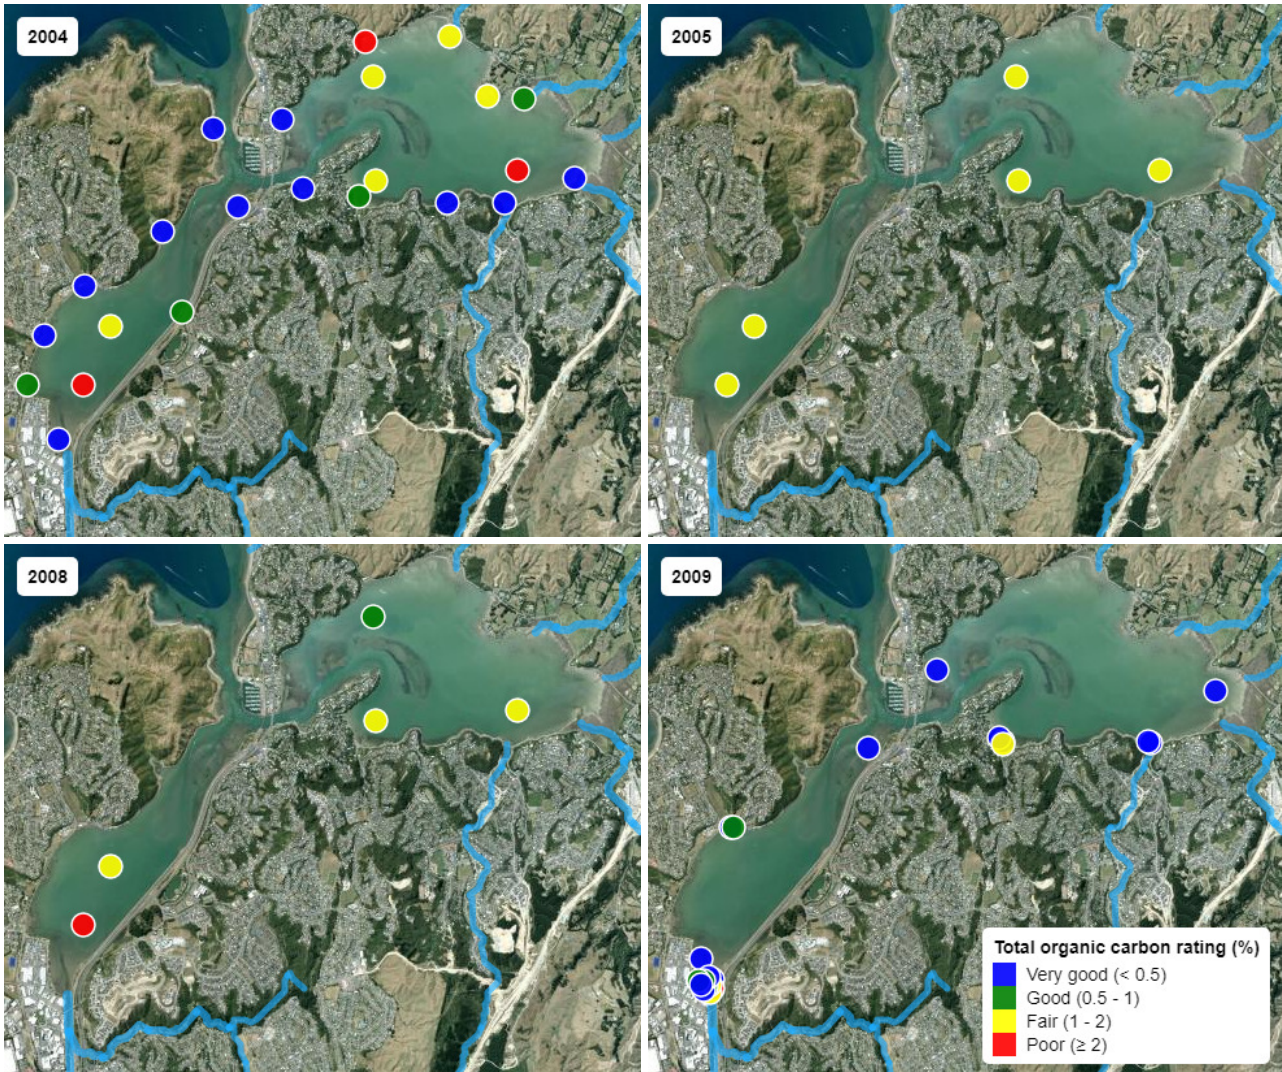 2004
2005
2008
2009
Total organic carbon rating (%)
Very good (< 0.5)
Good (0.5 - 1)
Fair (1 - 2)
Poor (≥ 2)